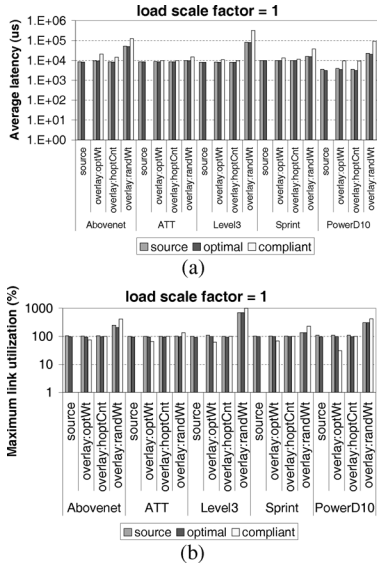 load scale factor = 1
Average latency (us)
1.E+06
1.E+05
1.E+04
1.E+03
1.E+02
1.E+01
1.E+00
source
overlay:optWt
overlay:hoptCnt
overlay:randWt
source
overlay:optWt
overlay:hoptCnt
overlay:randWt
source
overlay:optWt
overlay:hoptCnt
overlay:randWt
source
overlay:optWt
overlay:hoptCnt
overlay:randWt
source
overlay:optWt
overlay:hoptCnt
overlay:randWt
Abovenet ATT Level3 Sprint PowerD10
source optimal compliant
(a)
load scale factor = 1
Maximum link utilization (%)
1000
100
10
1
source
overlay:optWt
overlay:hoptCnt
overlay:randWt
source
overlay:optWt
overlay:hoptCnt
overlay:randWt
source
overlay:optWt
overlay:hoptCnt
overlay:randWt
source
overlay:optWt
overlay:hoptCnt
overlay:randWt
source
overlay:optWt
overlay:hoptCnt
overlay:randWt
Abovenet ATT Level3 Sprint PowerD10
source optimal compliant
(b)